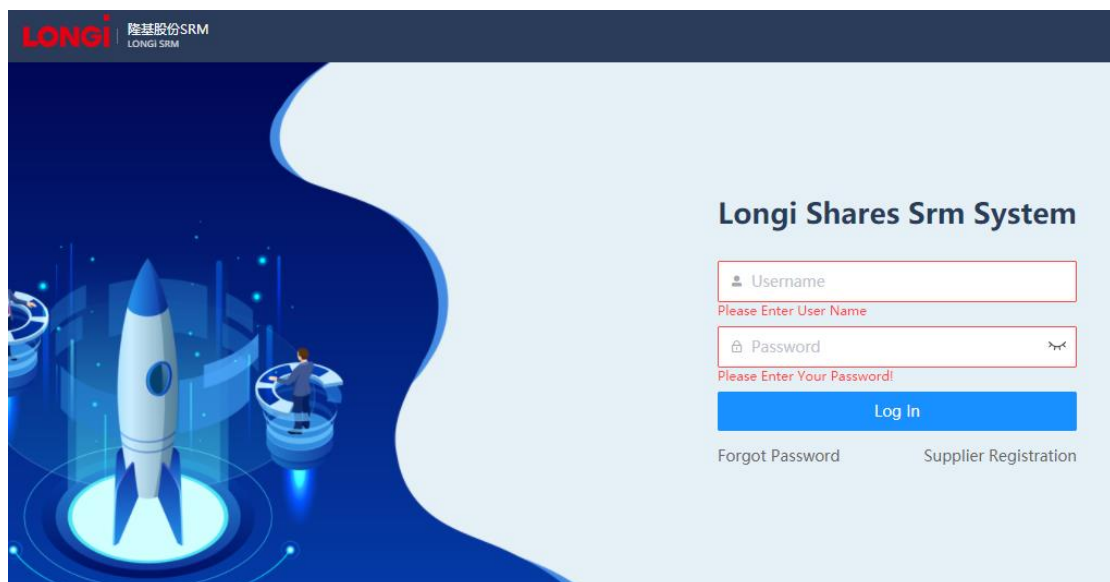 LONGi
隆基股份SRM
LONGi SRM
Longi Shares Srm System
Username
Please Enter User Name
Password
Please Enter Your Password!
Log In
Forgot Password
Supplier Registration